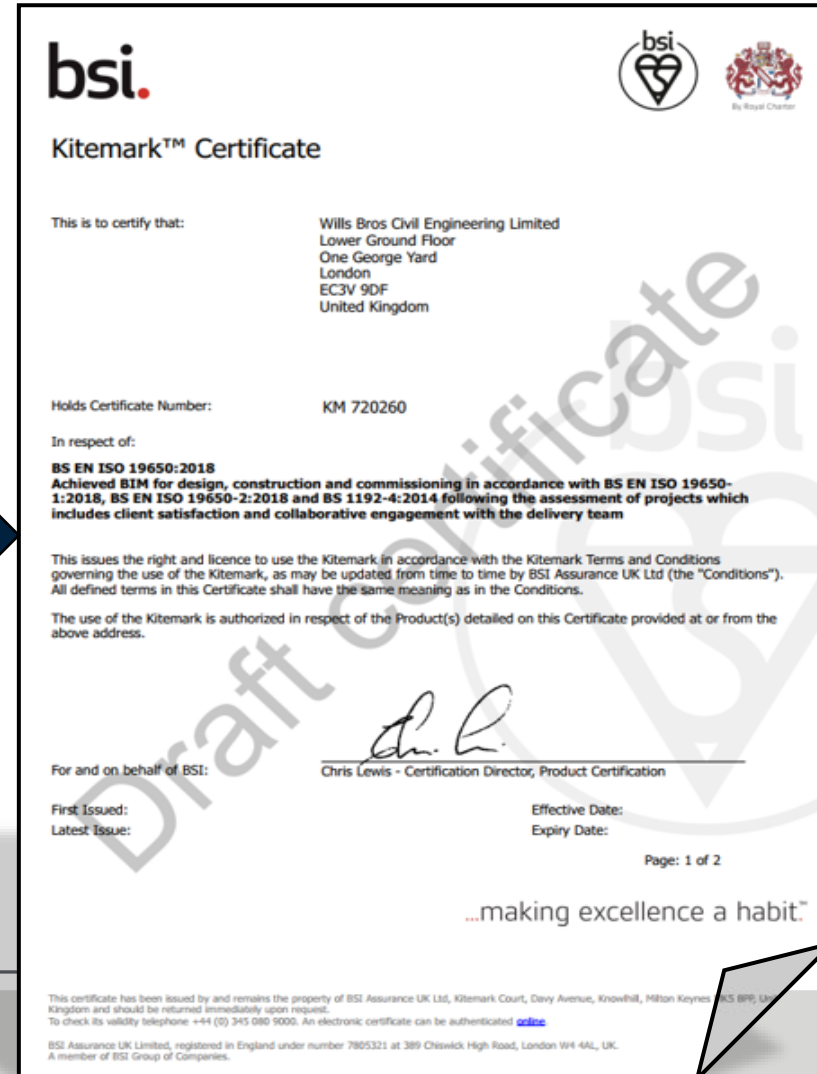 bsi.
bsi
By Royal Charter
Kitemark™ Certificate
This is to certify that:
Wills Bros Civil Engineering Limited
Lower Ground Floor
One George Yard
London
EC3V 9DF
United Kingdom
Holds Certificate Number:
KM 720260
In respect of:
BS EN ISO 19650:2018
Achieved BIM for design, construction and commissioning in accordance with BS EN ISO 19650-
1:2018, BS EN ISO 19650-2:2018 and BS 1192-4:2014 following the assessment of projects which
includes client satisfaction and collaborative engagement with the delivery team
This issues the right and licence to use the Kitemark in accordance with the Kitemark Terms and Conditions
governing the use of the Kitemark, as may be updated from time to time by BSI Assurance UK Ltd (the "Conditions").
All defined terms in this Certificate shall have the same meaning as in the Conditions.
The use of the Kitemark is authorized in respect of the Product(s) detailed on this Certificate provided at or from the
above address.
Draft certificate
bsi
For and on behalf of BSI:
Chris Lewis - Certification Director, Product Certification
First Issued:
Effective Date:
Latest Issue:
Expiry Date:
Page: 1 of 2
...making excellence a habit.™
This certificate has been issued by and remains the property of BSI Assurance UK Ltd, Kitemark Court, Davy Avenue, Knowlhill, Milton Keynes
Kingdom and should be returned immediately upon request.
To check its validity telephone +44 (0) 345 080 9000. An electronic certificate can be authenticated online.
BSI Assurance UK Limited, registered in England under number 7805321 at 389 Chiswick High Road, London W4 4AL, UK.
A member of BSI Group of Companies.